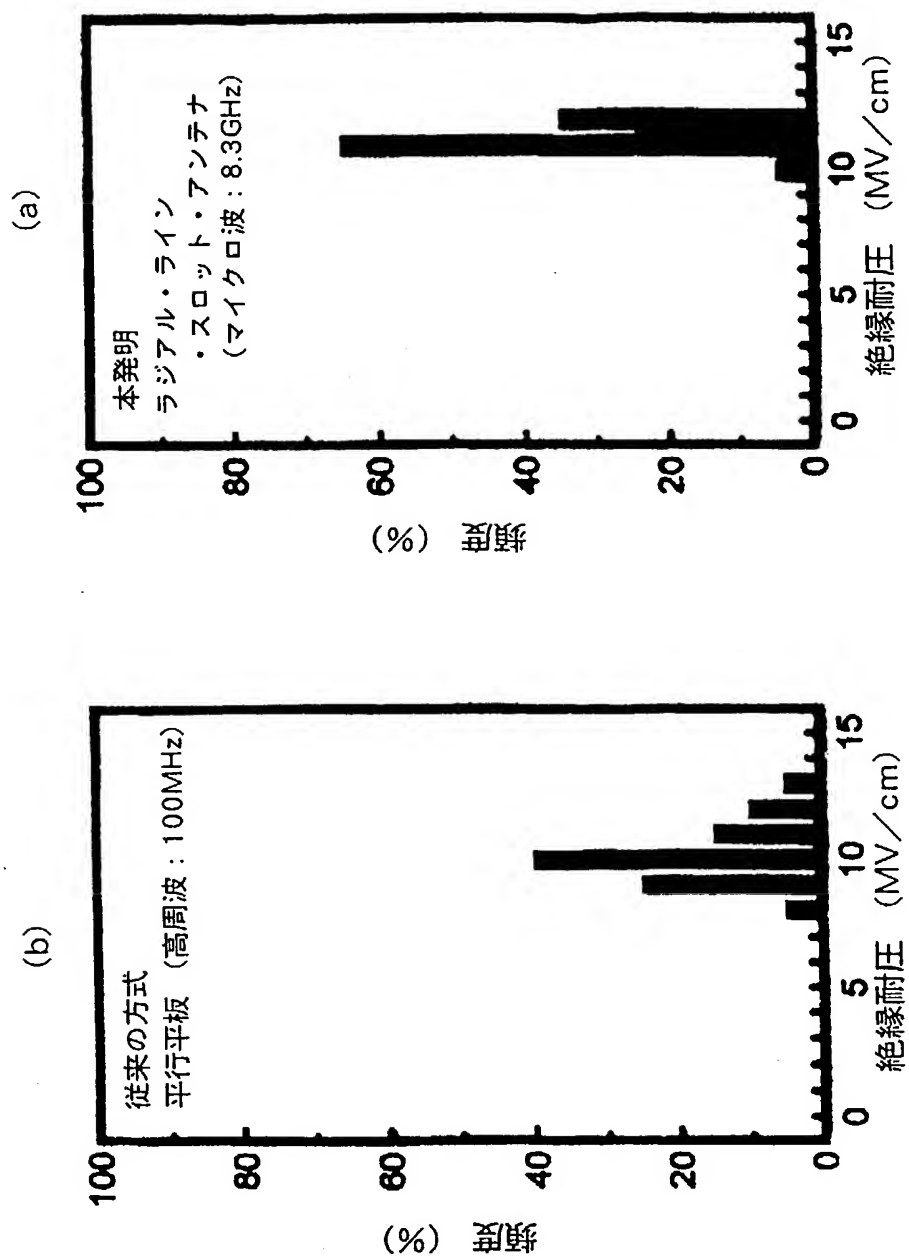 (a)
本発明
ラジアル・ライン
・スロット・アンテナ
(マイクロ波：8.3GHz)
頻度 (%)
100
80
60
40
20
0
0
5
10
15
絶縁耐圧 (MV／cm)
(b)
従来の方式
平行平板 (高周波：100MHz)
頻度 (%)
100
80
60
40
20
0
0
5
10
15
絶縁耐圧 (MV／cm)